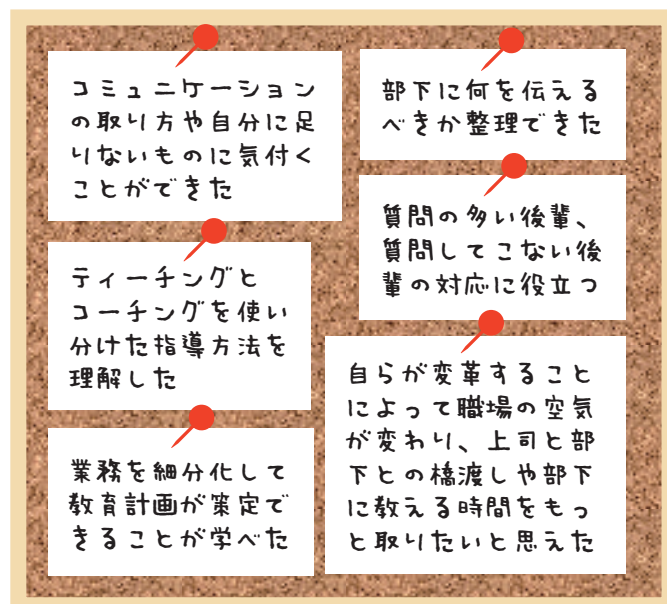 コミュニケーション
の取り方や自分に足
りないものに気付く
ことができた
ティーチングと
コーチングを使い
分けた指導方法を
理解した
業務を細分化して
教育計画が策定で
きることが学べた
部下に何を伝える
べきか整理できた
質問の多い後輩、
質問してこない後
輩の対応に役立つ
自らが変革すること
によって職場の空気
が変わり、上司と部
下との橋渡しや部下
に教える時間をもっ
と取りたいと思えた